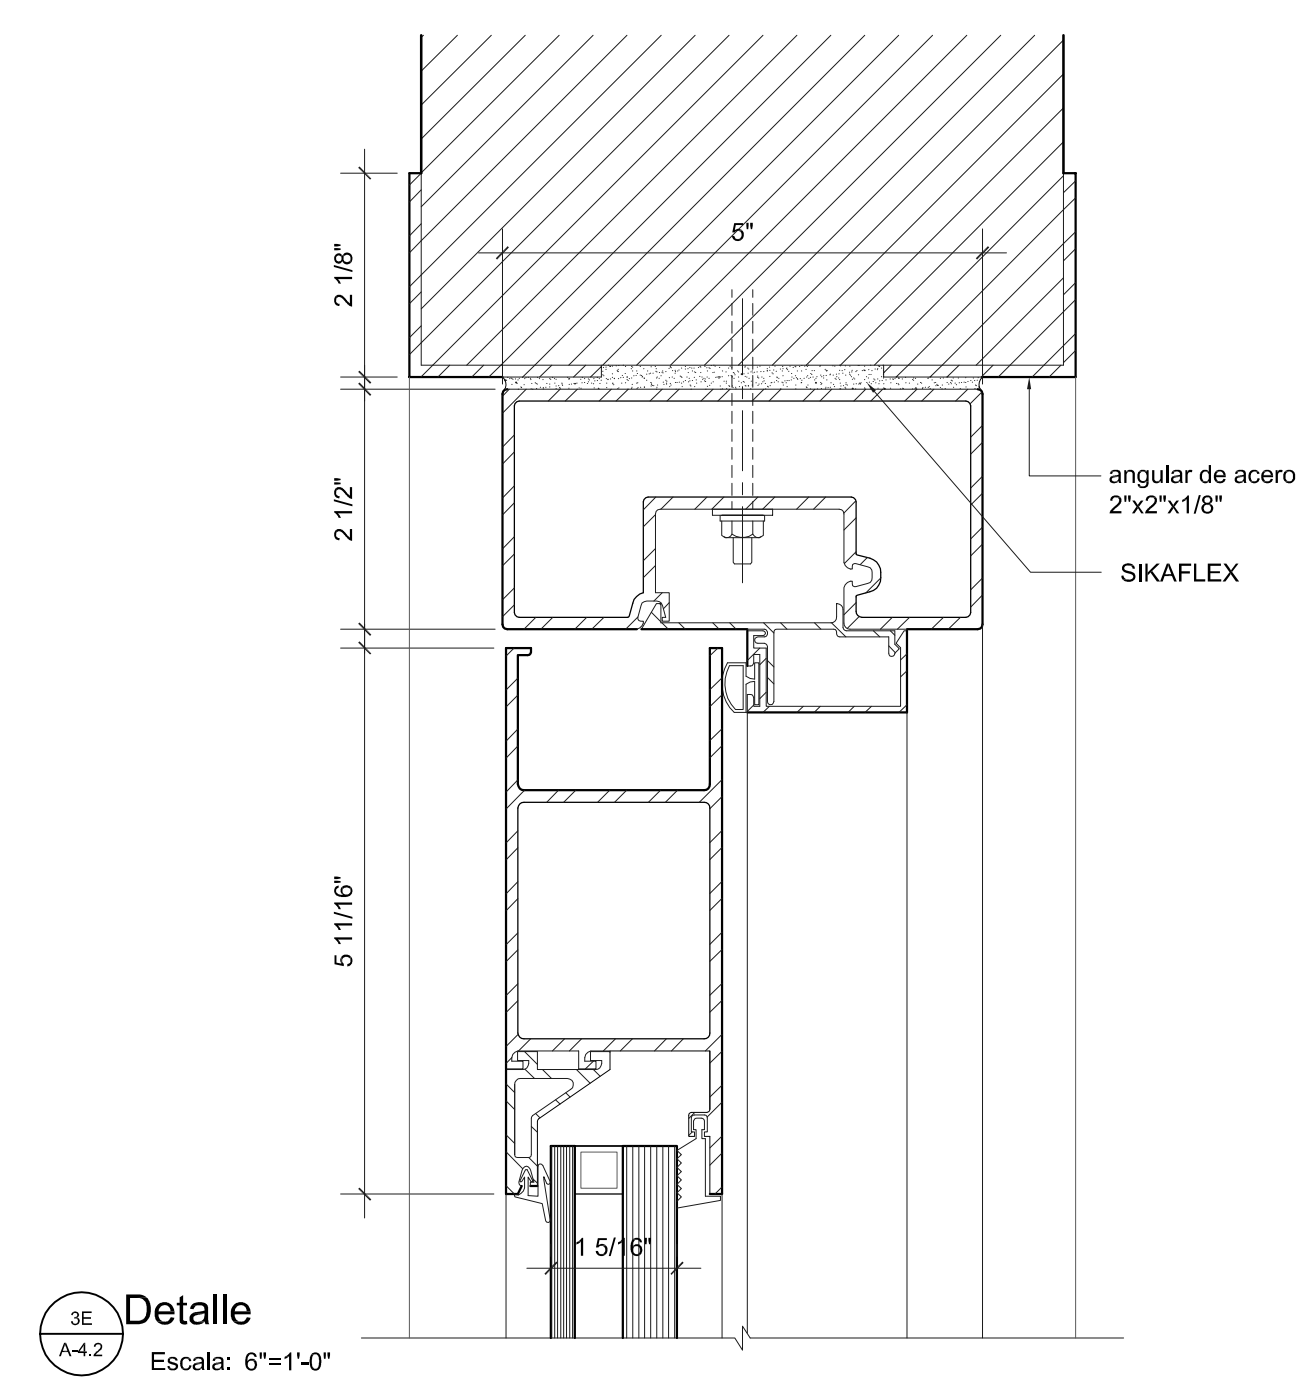 5"
2 1/8"
2 1/2"
angular de acero
2"x2"x1/8"
SIKAFLEX
5 11/16"
1 5/16"
3E
A-4.2
Detalle
Escala: 6"=1'-0"